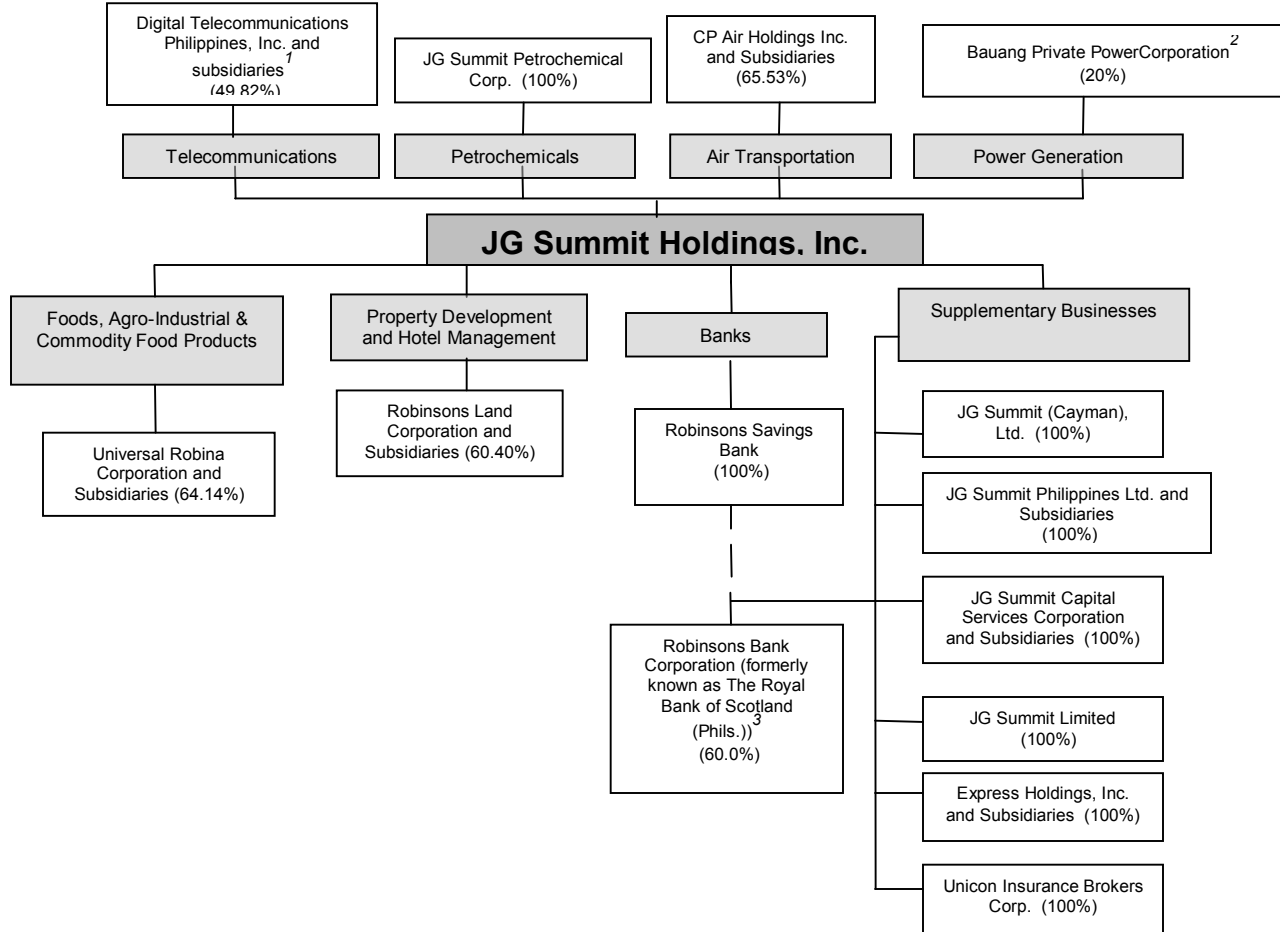 Digital Telecommunications
Philippines, Inc. and
subsidiaries1
(49.82%)
JG Summit Petrochemical
Corp. (100%)
CP Air Holdings Inc.
and Subsidiaries
(65.53%)
Bauang Private PowerCorporation2
(20%)
Telecommunications
Petrochemicals
Air Transportation
Power Generation
JG Summit Holdings, Inc.
Foods, Agro-Industrial &
Commodity Food Products
Property Development
and Hotel Management
Banks
Supplementary Businesses
Universal Robina
Corporation and
Subsidiaries (64.14%)
Robinsons Land
Corporation and
Subsidiaries (60.40%)
Robinsons Savings
Bank
(100%)
Robinsons Bank
Corporation (formerly
known as The Royal
Bank of Scotland
(Phils.))3
(60.0%)
JG Summit (Cayman),
Ltd. (100%)
JG Summit Philippines Ltd. and
Subsidiaries
(100%)
JG Summit Capital
Services Corporation
and Subsidiaries (100%)
JG Summit Limited
(100%)
Express Holdings, Inc.
and Subsidiaries (100%)
Unicon Insurance Brokers
Corp. (100%)